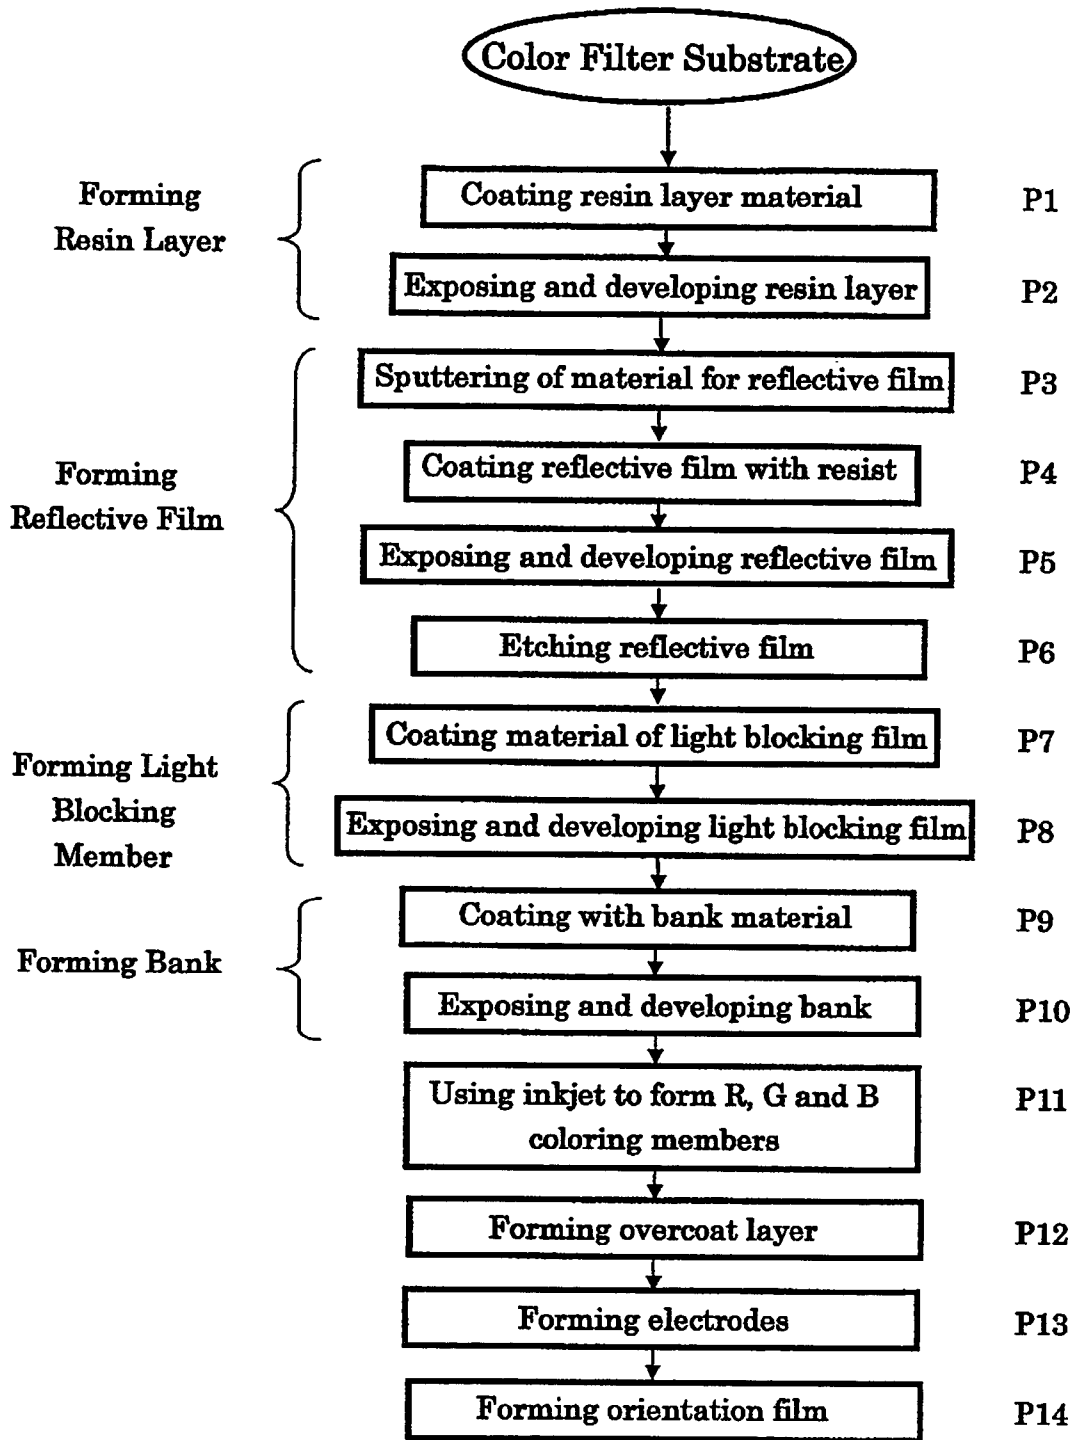 Color Filter Substrate
Forming
Resin Layer
Coating resin layer material
P1
Exposing and developing resin layer
P2
Forming
Reflective Film
Sputtering of material for reflective film
P3
Coating reflective film with resist
P4
Exposing and developing reflective film
P5
Etching reflective film
P6
Forming Light
Blocking
Member
Coating material of light blocking film
P7
Exposing and developing light blocking film
P8
Forming Bank
Coating with bank material
P9
Exposing and developing bank
P10
Using inkjet to form R, G and B
coloring members
P11
Forming overcoat layer
P12
Forming electrodes
P13
Forming orientation film
P14